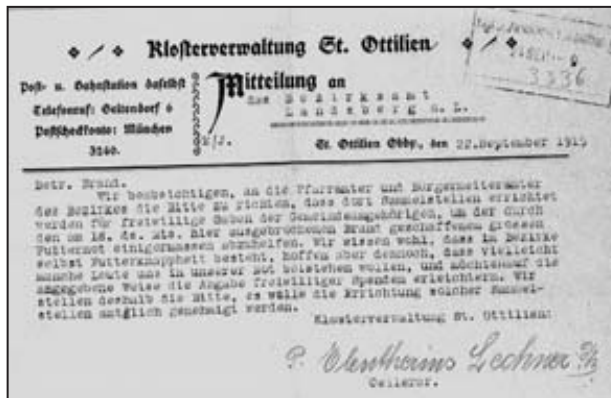 Klosterverwaltung St. Ottilien
Post- u. Bahnstation daselbst
Telefonruf: Geltendorf 6
Postscheckkonto: München
3140.
Mitteilung an
das Bezirksamt
Landsberg a. L.
3336
E/J.
St. Ottilien Obby., den 22. September 1915
Betr. Brand.
Wir beabsichtigen, an die Pfarrämter und Bürgermeisterämter
des Bezirkes die Bitte zu richten, dass dort Sammelstellen errichtet
werden für freiwillige Gaben der Gemeindeangehörigen, um der durch
den am 18. ds. Mts. hier ausgebrochenen Brand geschaffenen grossen
Futternot einigermassen abzuhelfen. Wir wissen wohl, dass im Bezirke
selbst Futterknappheit besteht, hoffen aber dennoch, dass vielleicht
manche Leute uns in unserer Not beistehen wollen, und möchten auf die
angegebene Weise die Abgabe freiwilliger Spenden erleichtern. Wir
stellen deshalb die Bitte, es wolle die Errichtung solcher Sammel-
stellen gütigst genehmigt werden.
Klosterverwaltung St. Ottilien:
P. Eleutherius Lechner
Cellerar.